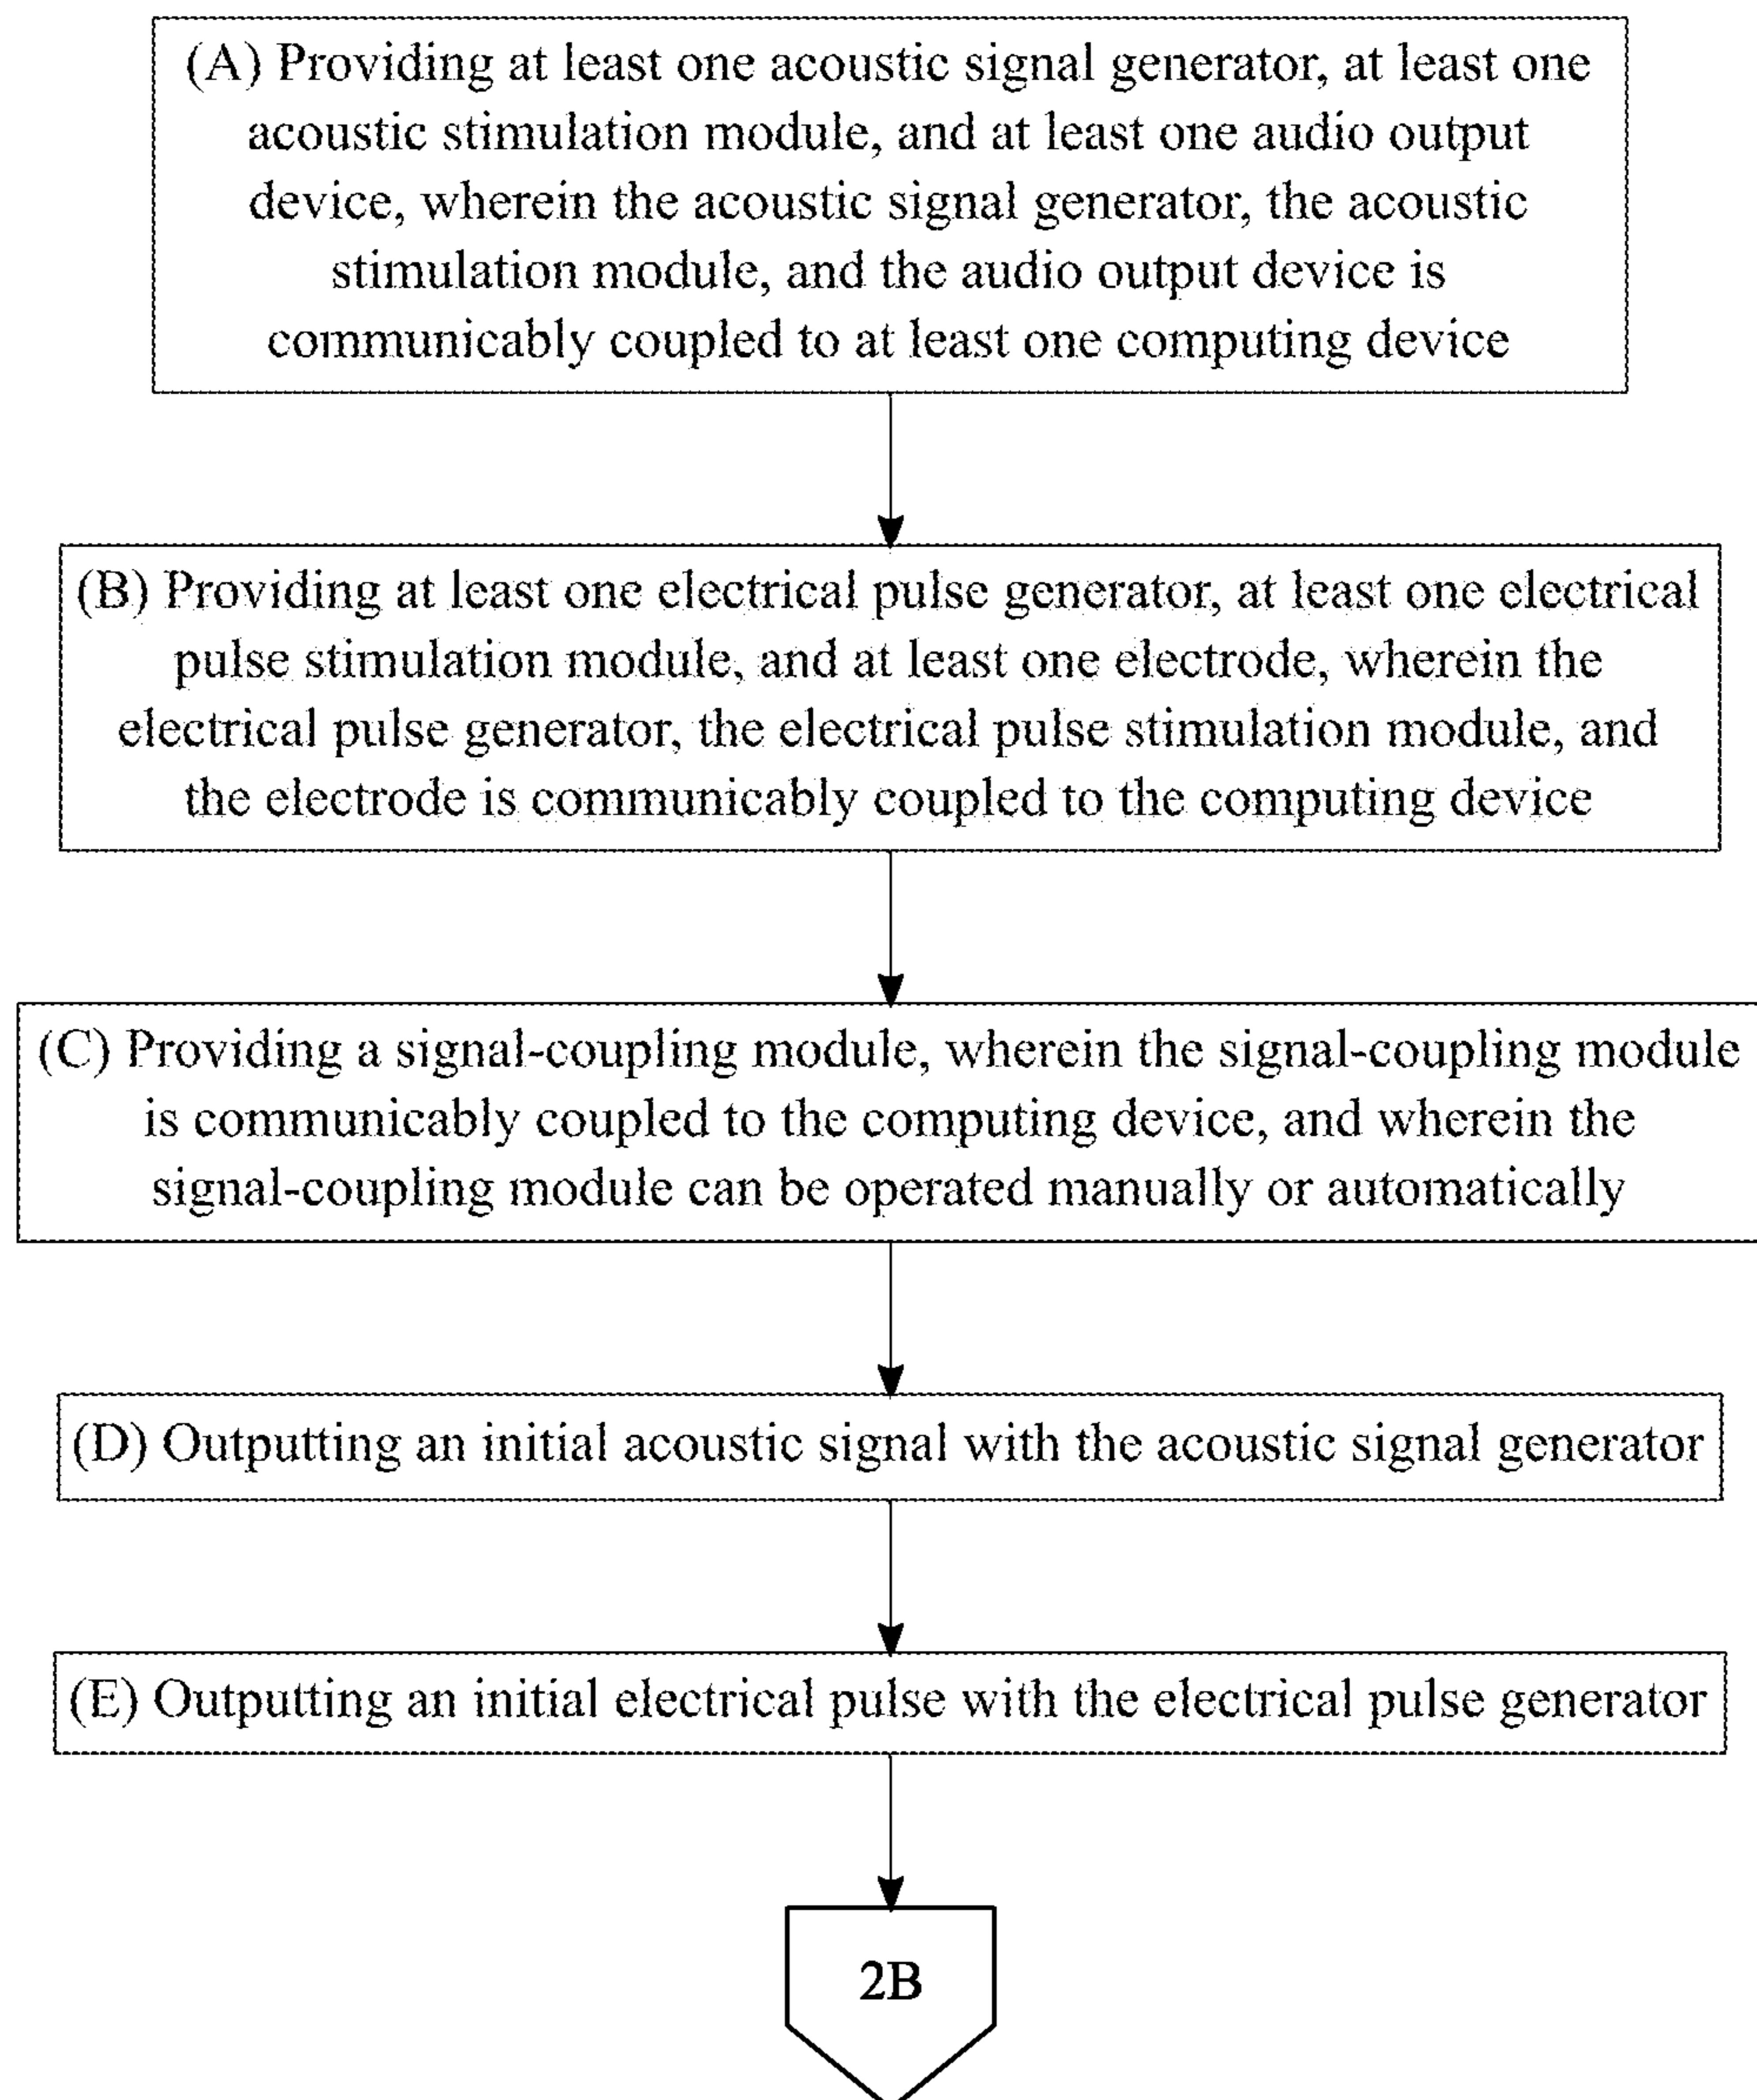 (A) Providing at least one acoustic signal generator, at least one
acoustic stimulation module, and at least one audio output
device, wherein the acoustic signal generator, the acoustic
stimulation module, and the audio output device is
communicably coupled to at least one computing device
(B) Providing at least one electrical pulse generator, at least one electrical
pulse stimulation module, and at least one electrode, wherein the
electrical pulse generator, the electrical pulse stimulation module, and
the electrode is communicably coupled to the computing device
(C) Providing a signal-coupling module, wherein the signal-coupling module
is communicably coupled to the computing device, and wherein the
signal-coupling module can be operated manually or automatically
(D) Outputting an initial acoustic signal with the acoustic signal generator
(E) Outputting an initial electrical pulse with the electrical pulse generator
2B